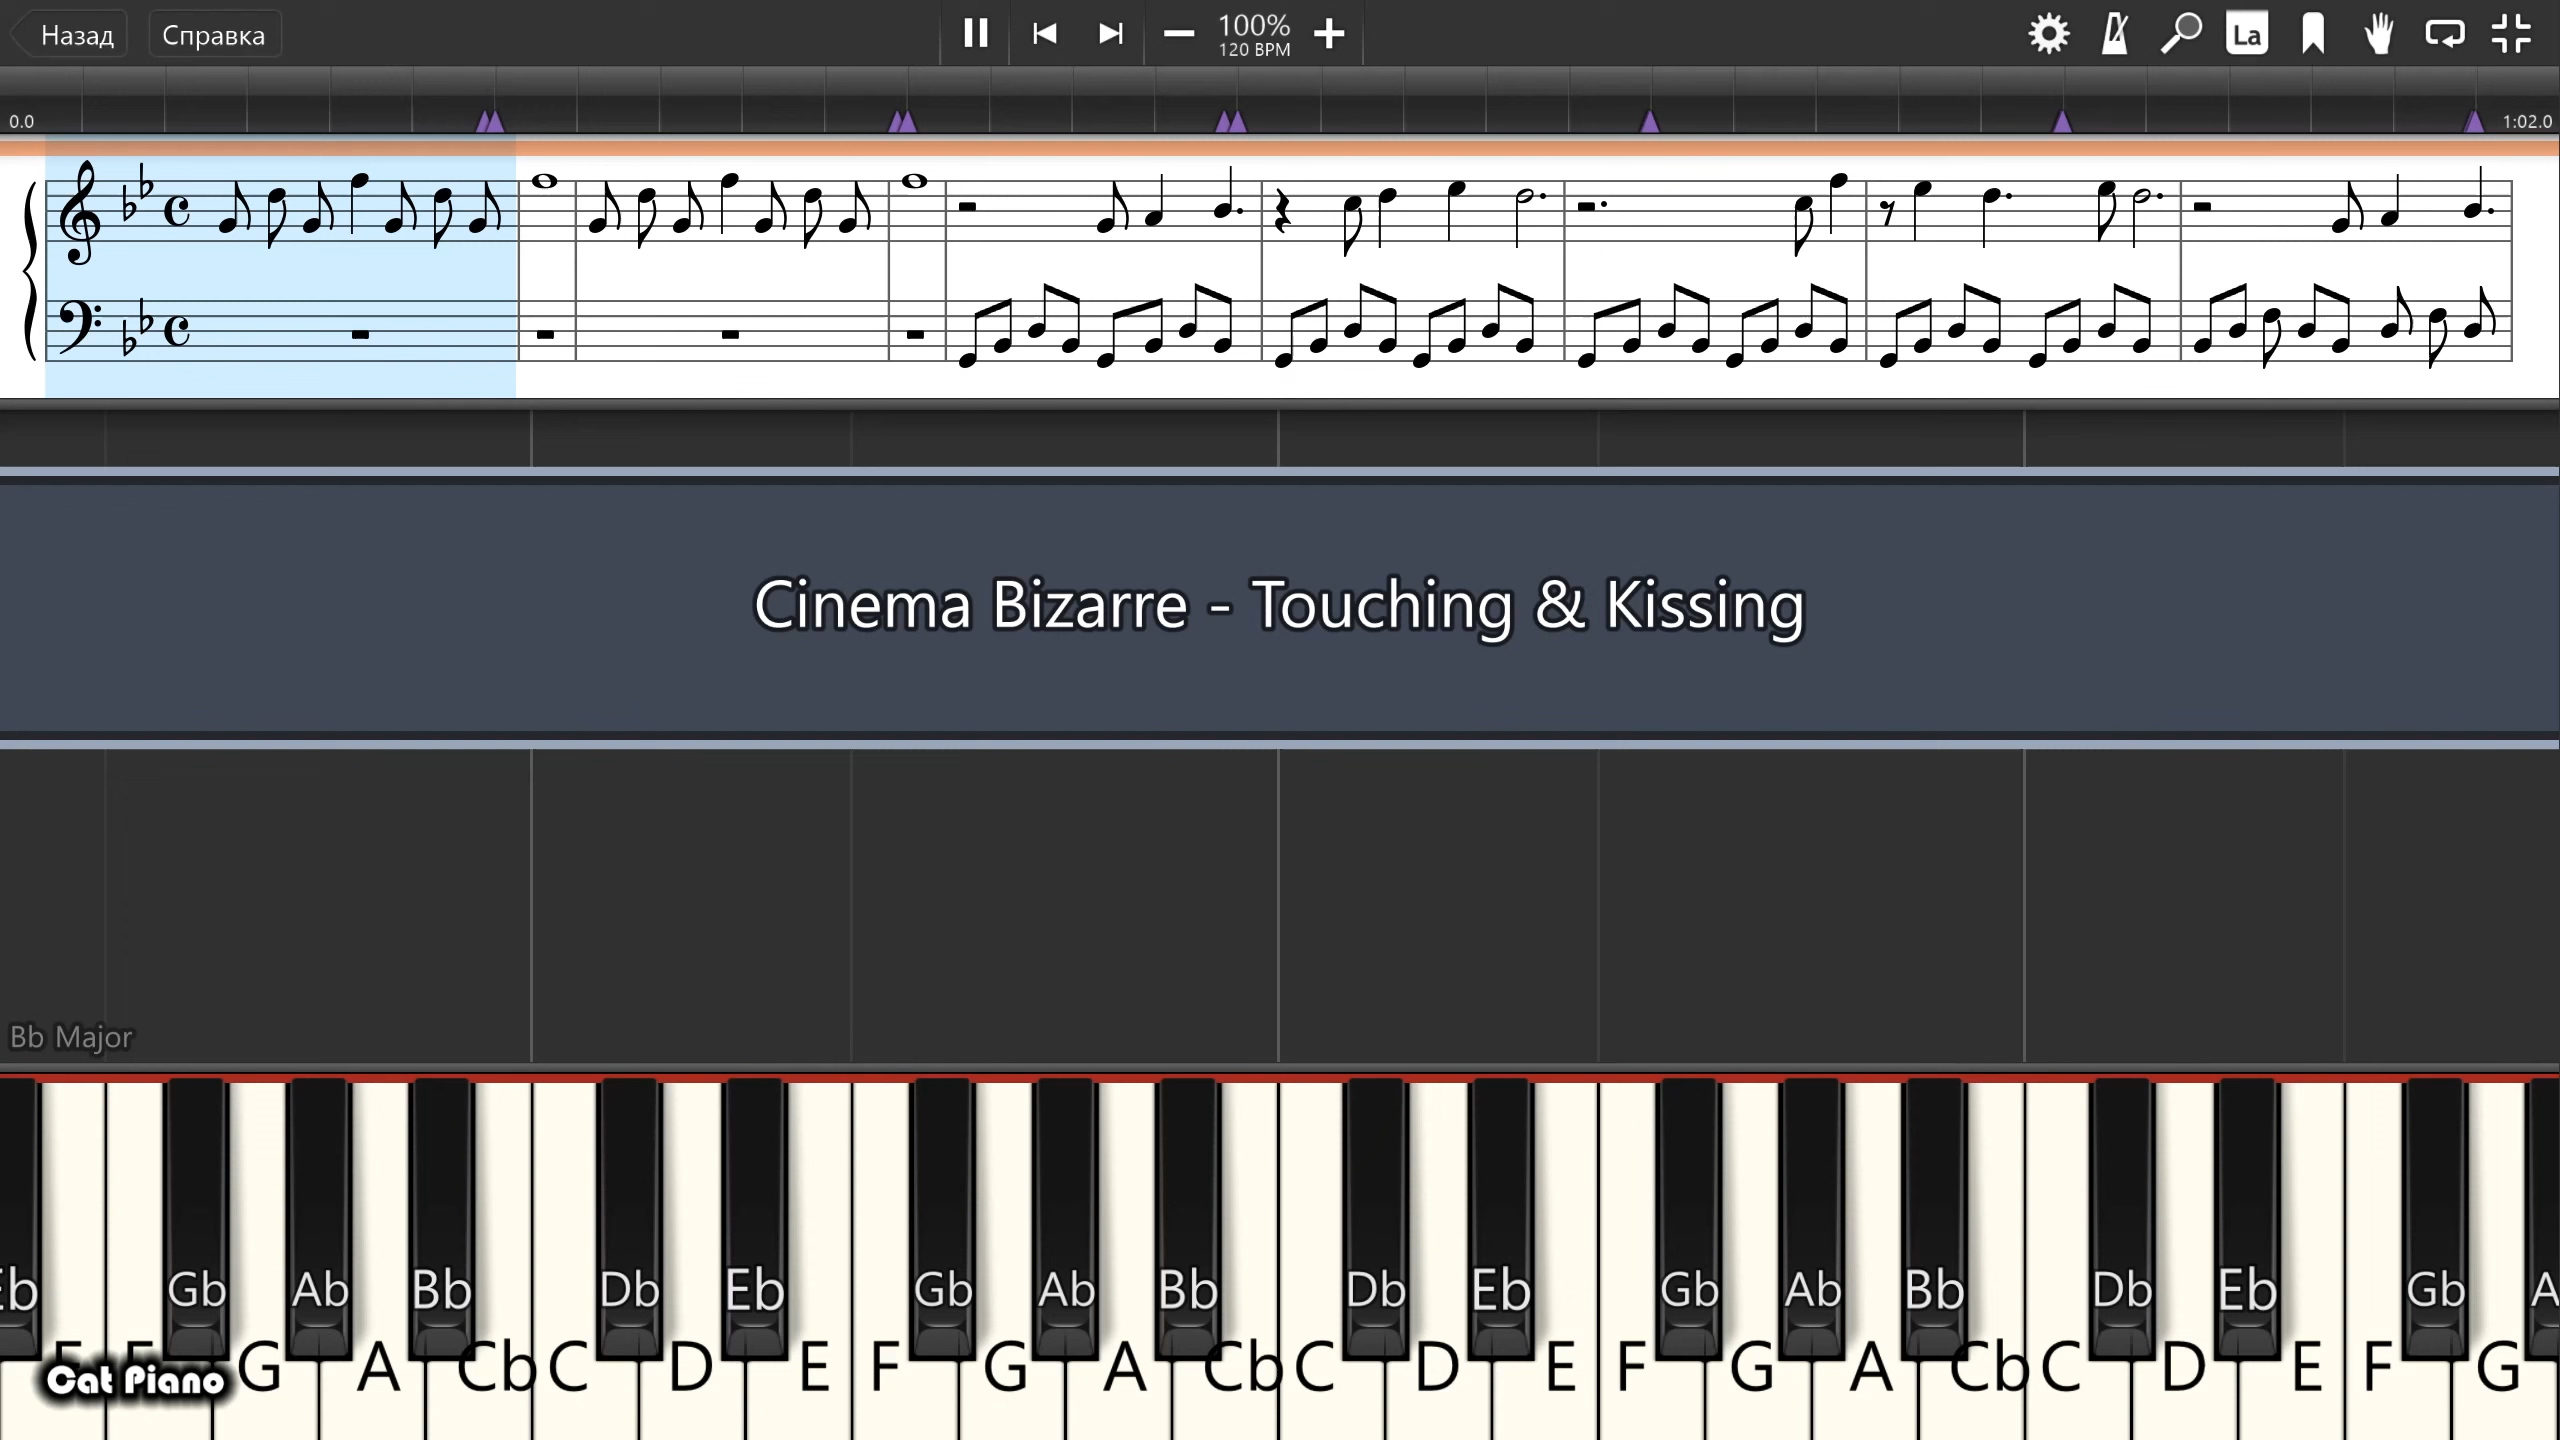 Назад Справка 100% La
120 BPM
0.0 1:02.0
Cinema Bizarre - Touching & Kissing
Bb Major
Eb Gb Ab Bb Db Eb Gb Ab Bb Db Eb Gb Ab Bb Db Eb Gb A
E F G A Cb C D E F G A Cb C D E F G A Cb C D E F G
Cat Piano